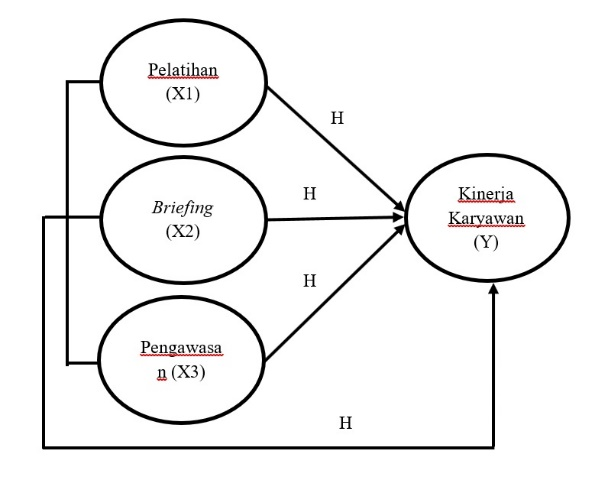 Pelatihan
(X1)
H
Briefing
(X2)
H
Kinerja
Karyawan
(Y)
H
Pengawasa
n (X3)
H